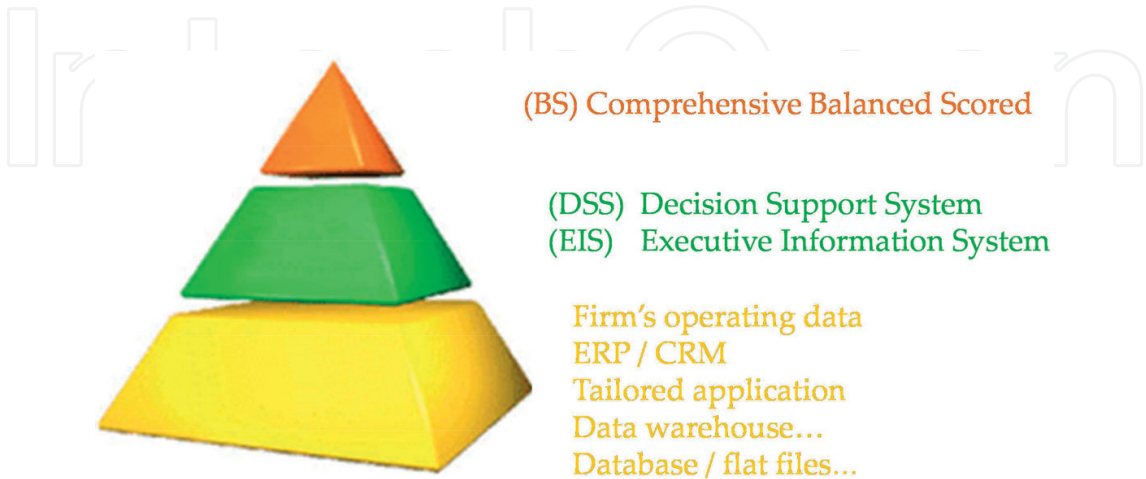 (BS) Comprehensive Balanced Scored
(DSS) Decision Support System
(EIS) Executive Information System
Firm's operating data
ERP / CRM
Tailored application
Data warehouse…
Database / flat files…